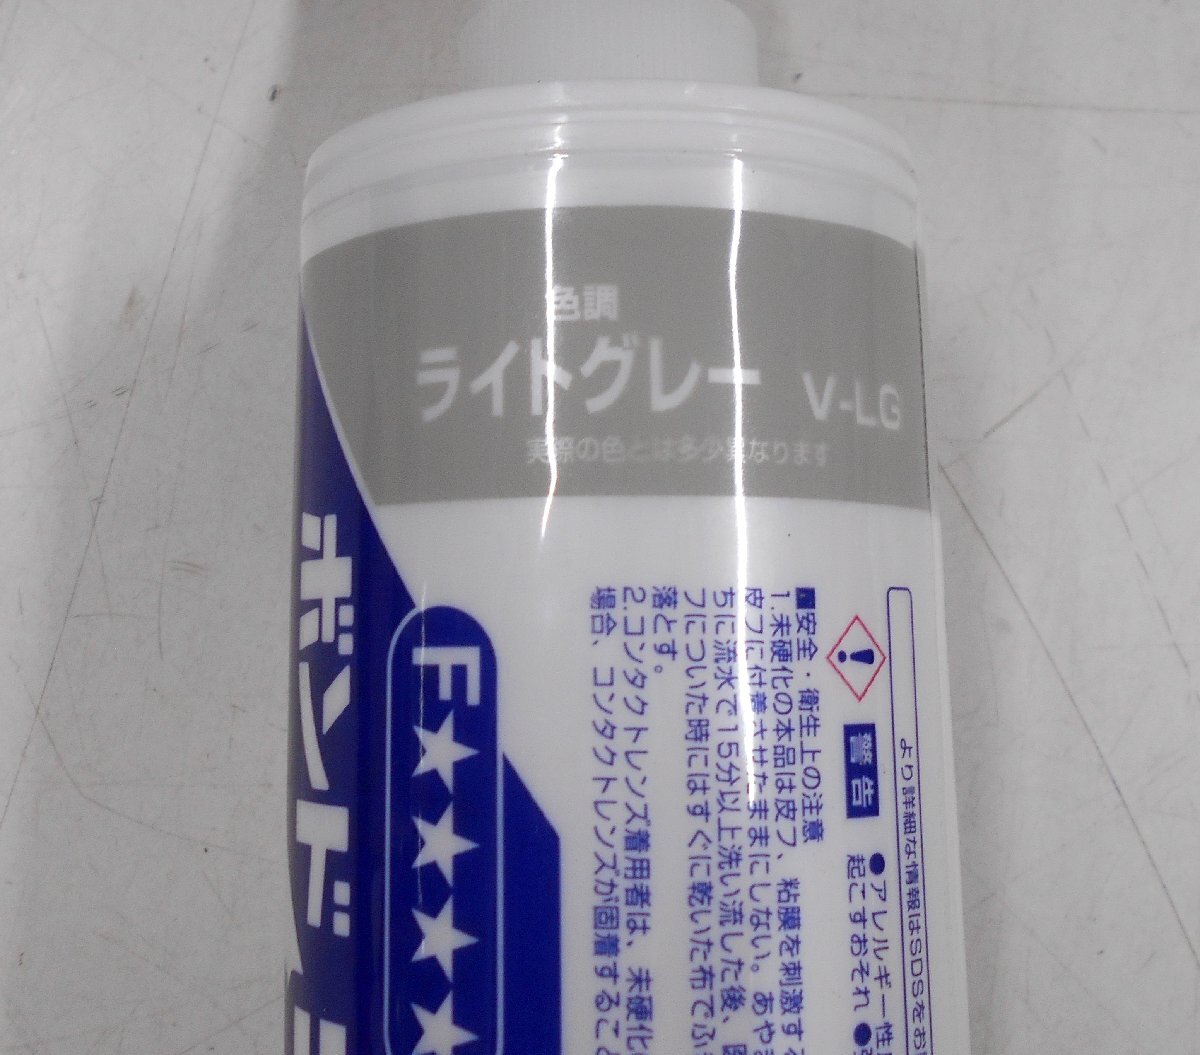 色調
ライトグレー V-LG
実際の色とは多少異なります
ボンド
F★★★★
より詳細な情報はSDSをお
警告
●アレルギー性
起こすおそれ ●
■安全・衛生上の注意
1.未硬化の本品は皮フ、粘膜を刺激する
皮フに付着させたままにしない。あやま
ちに流水で15分以上洗い流した後、医
フについた時にはすぐに乾いた布でふ
落とす。
2.コンタクトレンズ着用者は、未硬化の
場合、コンタクトレンズが固着すること